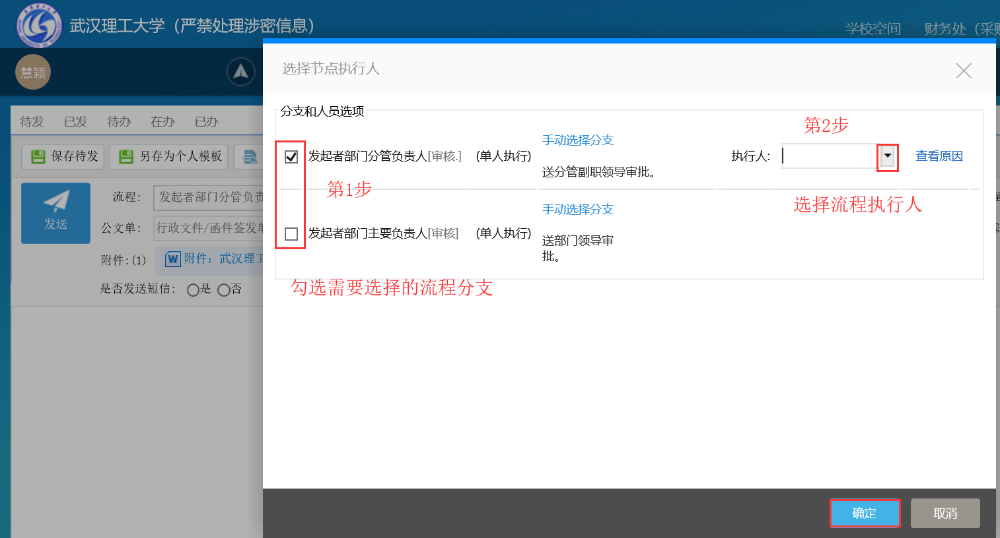 武汉理工大学（严禁处理涉密信息）
学校空间 财务处（采购
慧颖
选择节点执行人
分支和人员选项
待发 已发 待办 在办 已办
第2步
手动选择分支
保存待发 另存为个人模板
发起者部门分管负责人[审核.] (单人执行)
执行人: 查看原因
送分管副职领导审批。
第1步
流程： 发起者部门分管负责
选择流程执行人
手动选择分支
发送
公文单： 行政文件/函件签发单
发起者部门主要负责人[审核] (单人执行)
送部门领导审
批。
附件:(1) 附件：武汉理工
是否发送短信： 是 否
勾选需要选择的流程分支
确定 取消